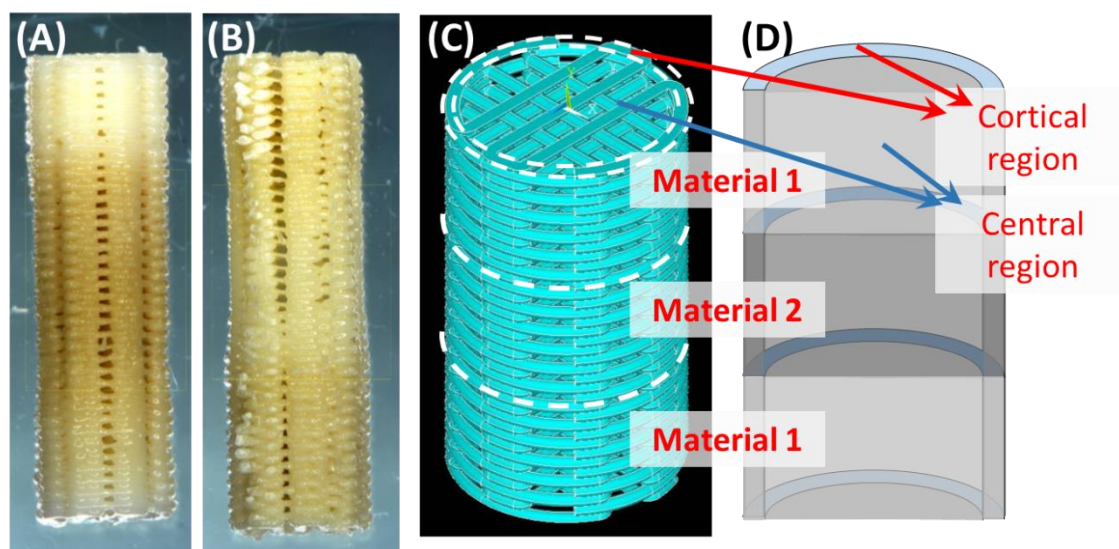 (A)
(B)
(C)
(D)
Cortical
region
Material 1
Central
region
Material 2
Material 1